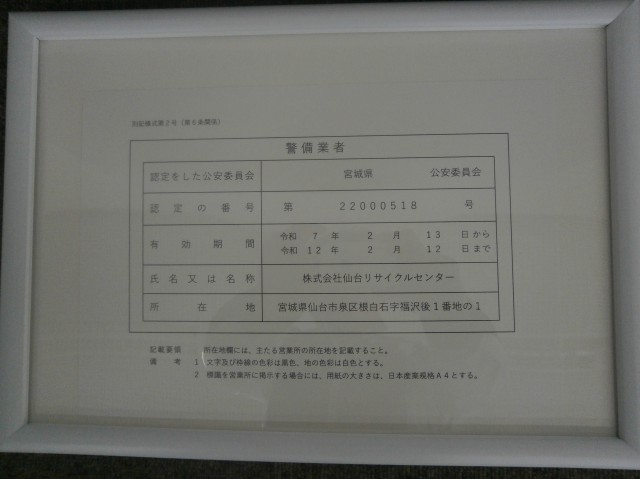 別記様式第2号（第6条関係）
警備業者
認定をした公安委員会 宮城県 公安委員会
認定の番号 第 22000518 号
有効期間 令和 7 年 2 月 13 日から
令和 12 年 2 月 12 日まで
氏名又は名称 株式会社仙台リサイクルセンター
所在地 宮城県仙台市泉区根白石字福沢後1番地の1
記載要領 所在地欄には、主たる営業所の所在地を記載すること。
備考 1 文字及び枠線の色彩は黒色、地の色彩は白色とする。
2 標識を営業所に掲示する場合には、用紙の大きさは、日本産業規格A4とする。